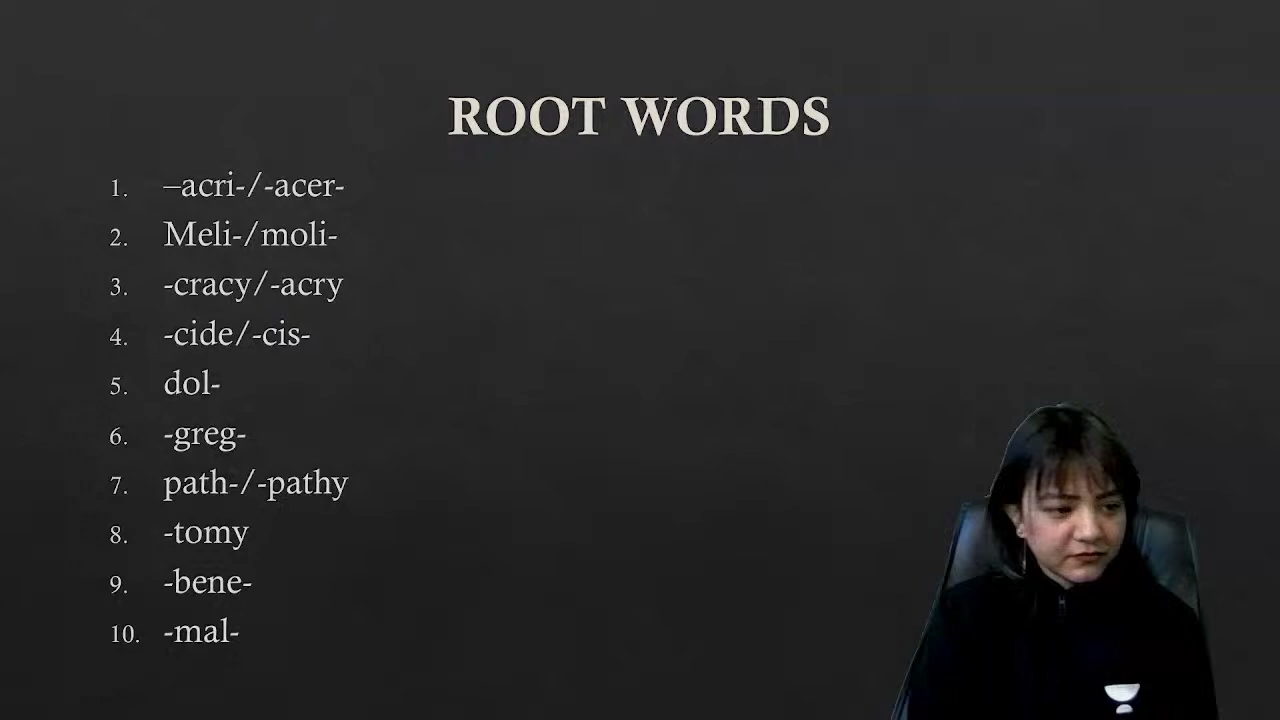 ROOT WORDS
1. –acri-/-acer-
2. Meli-/moli-
3. -cracy/-acry
4. -cide/-cis-
5. dol-
6. -greg-
7. path-/-pathy
8. -tomy
9. -bene-
10. -mal-